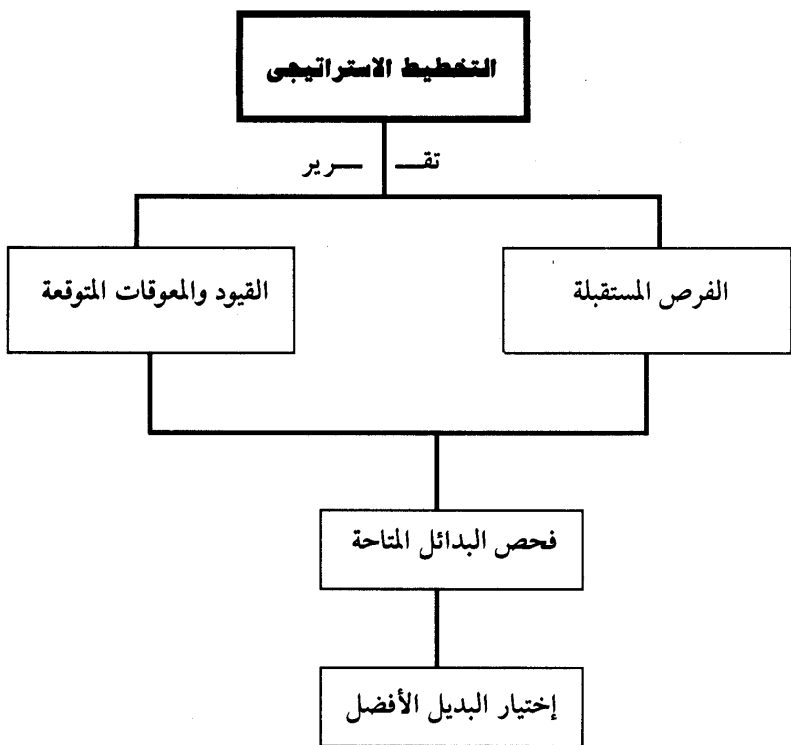 التخطيط الاستراتيجى
تقـــ ـــرير
الفرص المستقبلة
القيود والمعوقات المتوقعة
فحص البدائل المتاحة
إختيار البديل الأفضل